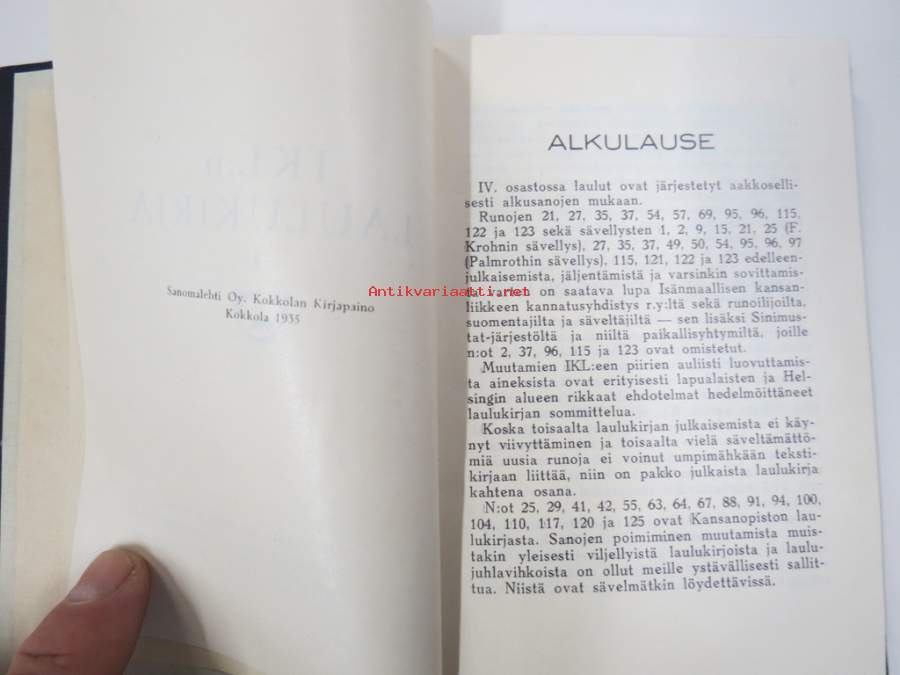 Sanomalehti Oy. Kokkolan Kirjapaino
Kokkola 1935
ALKULAUSE
IV. osastossa laulut ovat järjestetyt aakkoselli-
sesti alkusanojen mukaan.
Runojen 21, 27, 35, 37, 54, 57, 69, 95, 96, 115,
122 ja 123 sekä sävellysten 1, 2, 9, 15, 21, 25 (F.
Krohnin sävellys), 27, 35, 37, 49, 50, 54, 95, 96, 97
(Palmrothin sävellys), 115, 121, 122 ja 123 edelleen-
julkaisemista, jäljentämistä ja varsinkin sovittamis-
ta varten on saatava lupa Isänmaallisen kansan-
liikkeen kannatusyhdistys r.y:ltä sekä runoilijoilta,
suomentajilta ja säveltäjiltä — sen lisäksi Sinimus-
tat-järjestöltä ja niiltä paikallisyhtymiltä, joille
n:ot 2, 37, 96, 115 ja 123 ovat omistetut.
Muutamien IKL:een piirien auliisti luovuttamis-
ta aineksista ovat erityisesti lapualaisten ja Hel-
singin alueen rikkaat ehdotelmat hedelmöittäneet
laulukirjan sommittelua.
Koska toisaalta laulukirjan julkaisemista ei käy-
nyt viivyttäminen ja toisaalta vielä säveltämättö-
miä uusia runoja ei voinut umpimähkään teksti-
kirjaan liittää, niin on pakko julkaista laulukirja
kahtena osana.
N:ot 25, 29, 41, 42, 55, 63, 64, 67, 88, 91, 94, 100,
104, 110, 117, 120 ja 125 ovat Kansanopiston lau-
lukirjasta. Sanojen poimiminen muutamista muis-
takin yleisesti viljellyistä laulukirjoista ja laulu-
juhlavihkoista on ollut meille ystävällisesti sallit-
tua. Niistä ovat sävelmätkin löydettävissä.
Antikvariaatti.net
IKL:n
LAULUKIRJA